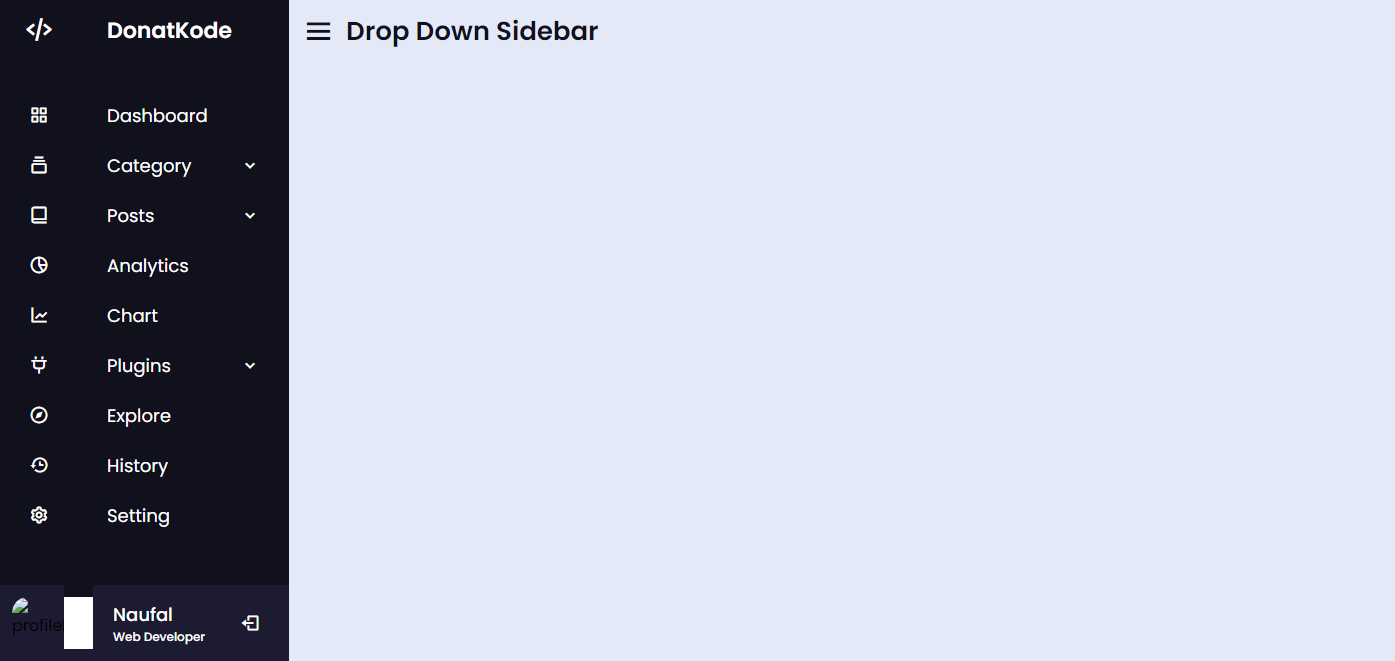 </> DonatKode
Drop Down Sidebar
Dashboard
Category
Posts
Analytics
Chart
Plugins
Explore
History
Setting
profile
Naufal
Web Developer